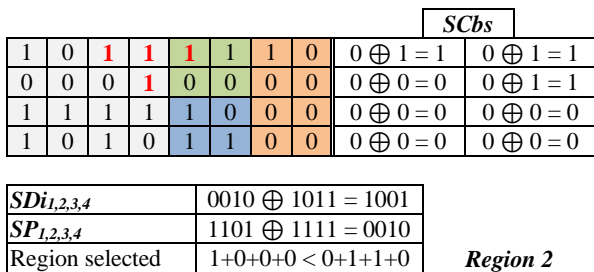 SCbs
1 0 1 1 1 1 1 0 0 ⊕ 1 = 1 0 ⊕ 1 = 1
0 0 0 1 0 0 0 0 0 ⊕ 0 = 0 0 ⊕ 1 = 1
1 1 1 1 1 0 0 0 0 ⊕ 0 = 0 0 ⊕ 0 = 0
1 0 1 0 1 1 0 0 0 ⊕ 0 = 0 0 ⊕ 0 = 0
SDi1,2,3,4 0010 ⊕ 1011 = 1001
SP1,2,3,4 1101 ⊕ 1111 = 0010
Region selected 1+0+0+0 < 0+1+1+0 Region 2